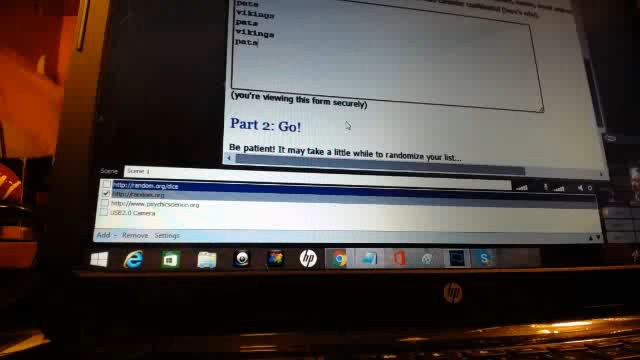 pats
vikings
pats
vikings
pats
(you're viewing this form securely)
Part 2: Go!
Be patient! It may take a little while to randomize your list...
Scene Scene 1
http://random.org/dice
http://random.org
http://www.psychicscience.org
USB2.0 Camera
Add - Remove Settings
hp
hp